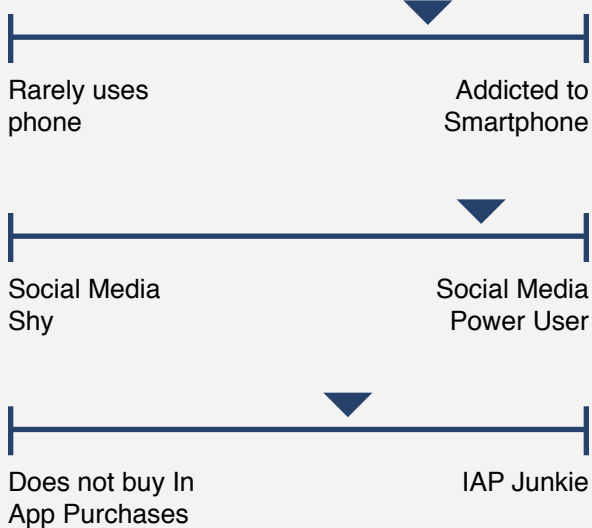 Rarely uses
phone
Addicted to
Smartphone
Social Media
Shy
Social Media
Power User
Does not buy In
App Purchases
IAP Junkie